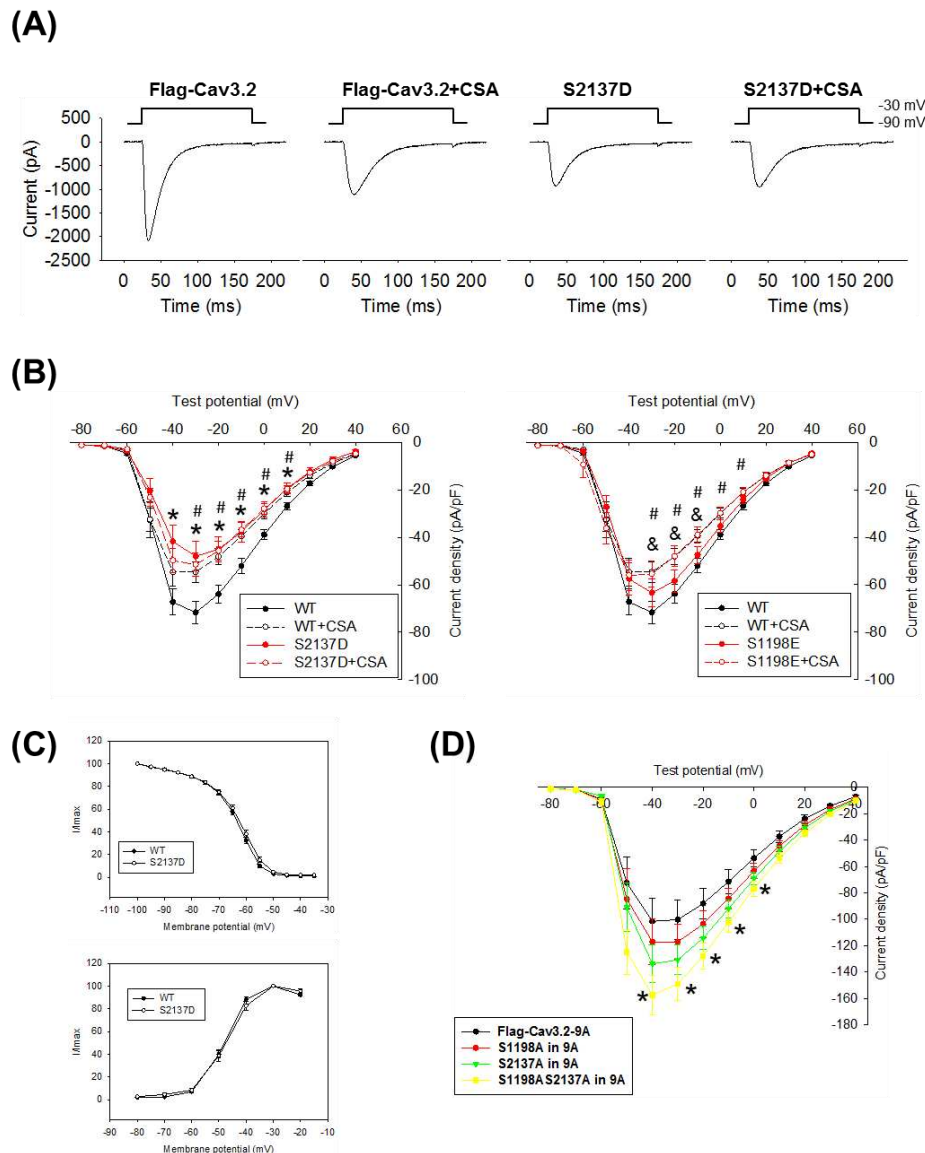 (A)
Flag-Cav3.2 Flag-Cav3.2+CSA S2137D S2137D+CSA
-30 mV
-90 mV
500
0
-500
-1000
-1500
-2000
-2500
Current (pA)
0 50 100 150 200 0 50 100 150 200 0 50 100 150 200 0 50 100 150 200
Time (ms) Time (ms) Time (ms) Time (ms)
(B)
Test potential (mV)
-80 -60 -40 -20 0 20 40 60
0
-20
-40
-60
-80
-100
Current density (pA/pF)
# # # # #
* * * * * *
WT
WT+CSA
S2137D
S2137D+CSA
Test potential (mV)
-80 -60 -40 -20 0 20 40 60
0
-20
-40
-60
-80
-100
Current density (pA/pF)
# # # # #
& & &
WT
WT+CSA
S1198E
S1198E+CSA
(C)
120
100
80
60
40
20
0
I/Imax
WT
S2137D
-110 -100 -90 -80 -70 -60 -50 -40 -30
Membrane potential (mV)
120
100
80
60
40
20
0
I/Imax
WT
S2137D
-90 -80 -70 -60 -50 -40 -30 -20 -10
Membrane potential (mV)
(D)
Test potential (mV)
-80 -60 -40 -20 0 20 40
0
-20
-40
-60
-80
-100
-120
-140
-160
-180
Current density (pA/pF)
* * * * *
Flag-Cav3.2-9A
S1198A in 9A
S2137A in 9A
S1198AS2137A in 9A